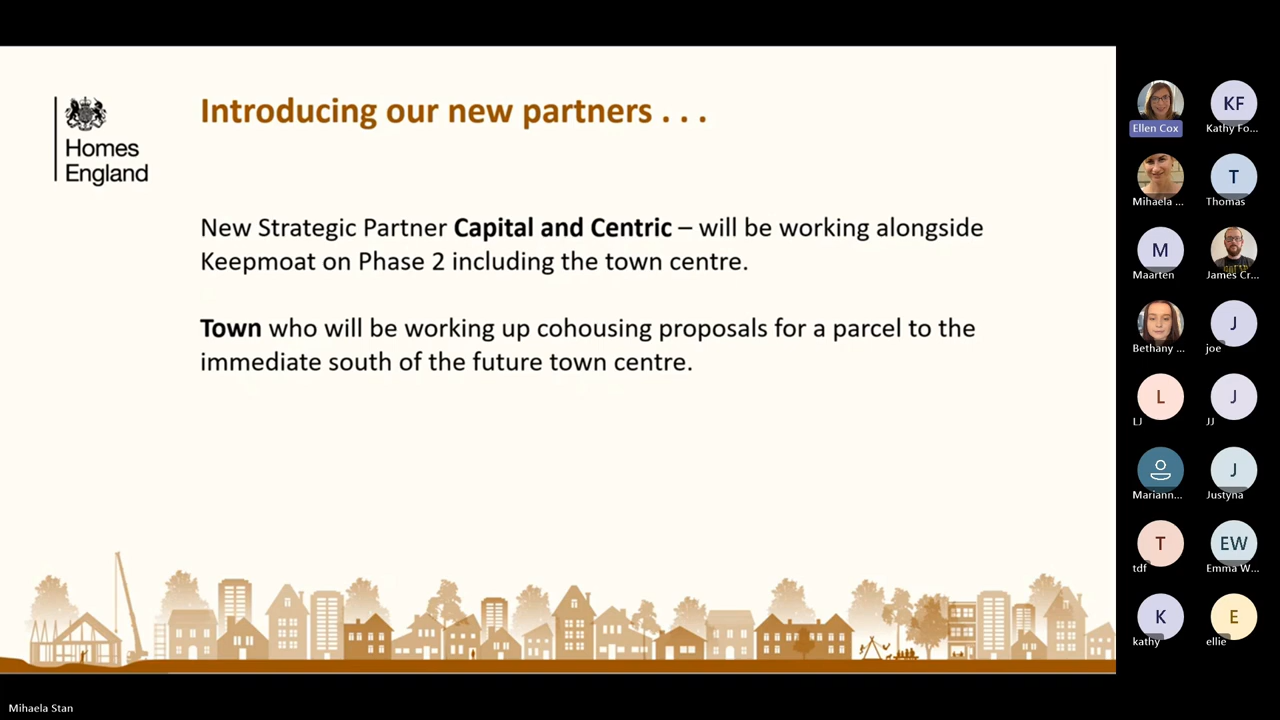 Introducing our new partners . . .
Homes
England
New Strategic Partner Capital and Centric – will be working alongside
Keepmoat on Phase 2 including the town centre.
Town who will be working up cohousing proposals for a parcel to the
immediate south of the future town centre.
Ellen Cox
KF
Kathy Fo...
Mihaela ...
T
Thomas
M
Maarten
James Cr...
Bethany ...
J
joe
L
LJ
J
JJ
Mariann...
J
Justyna
T
tdf
EW
Emma W...
K
kathy
E
ellie
Mihaela Stan